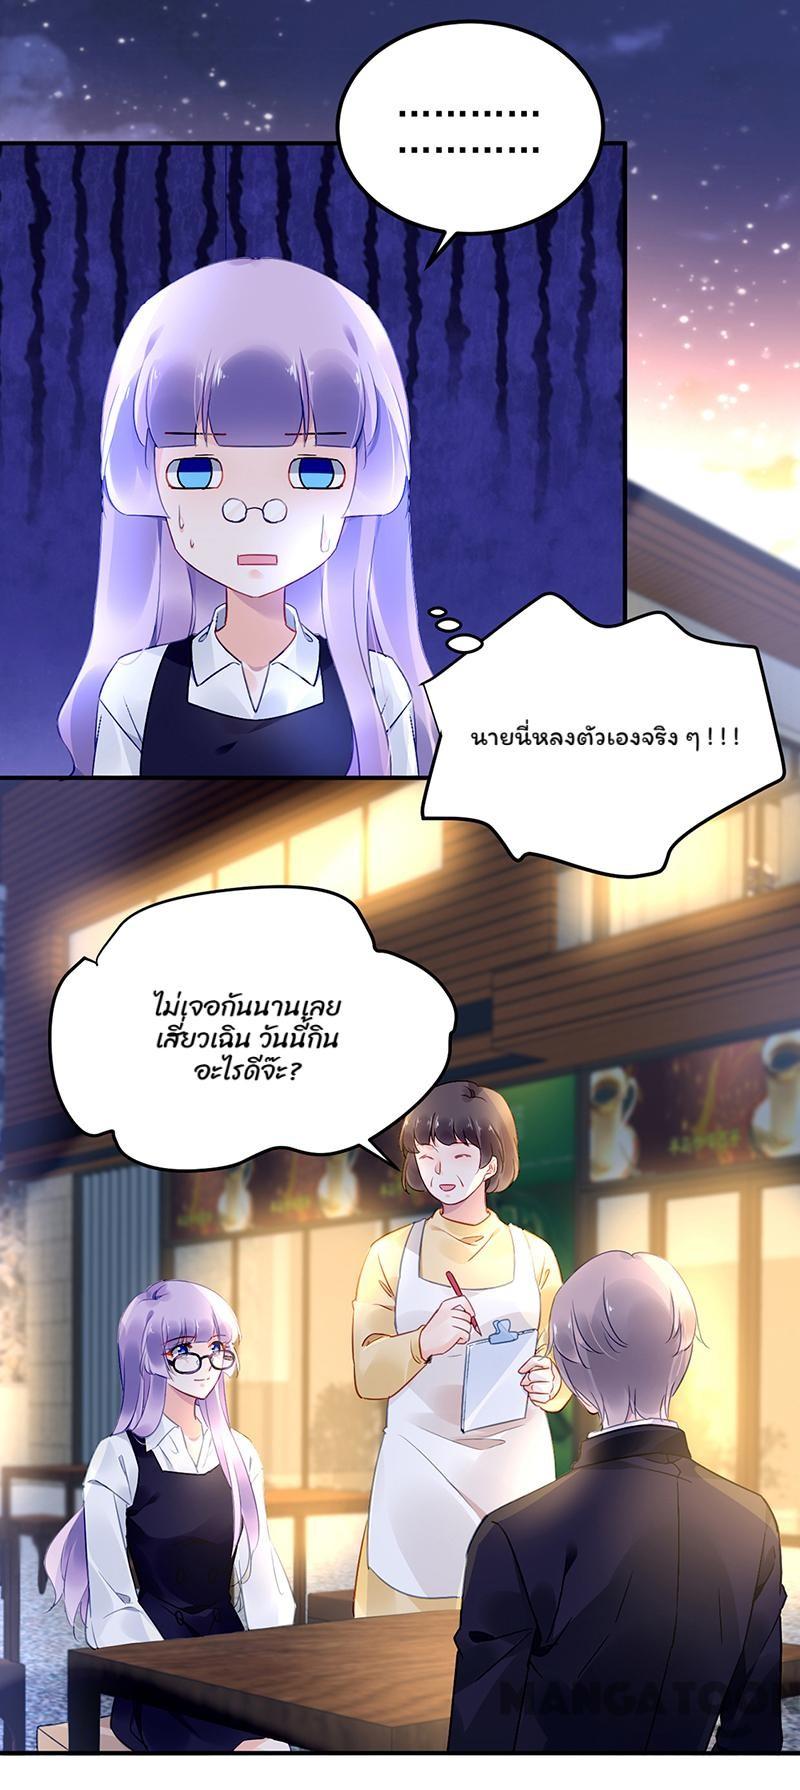 ............
............
นายนี่หลงตัวเองจริง ๆ ! ! !
ไม่เจอกันนานเลย
เสี่ยวเฉิน วันนี้กิน
อะไรดีจ๊ะ?
MANGATOON